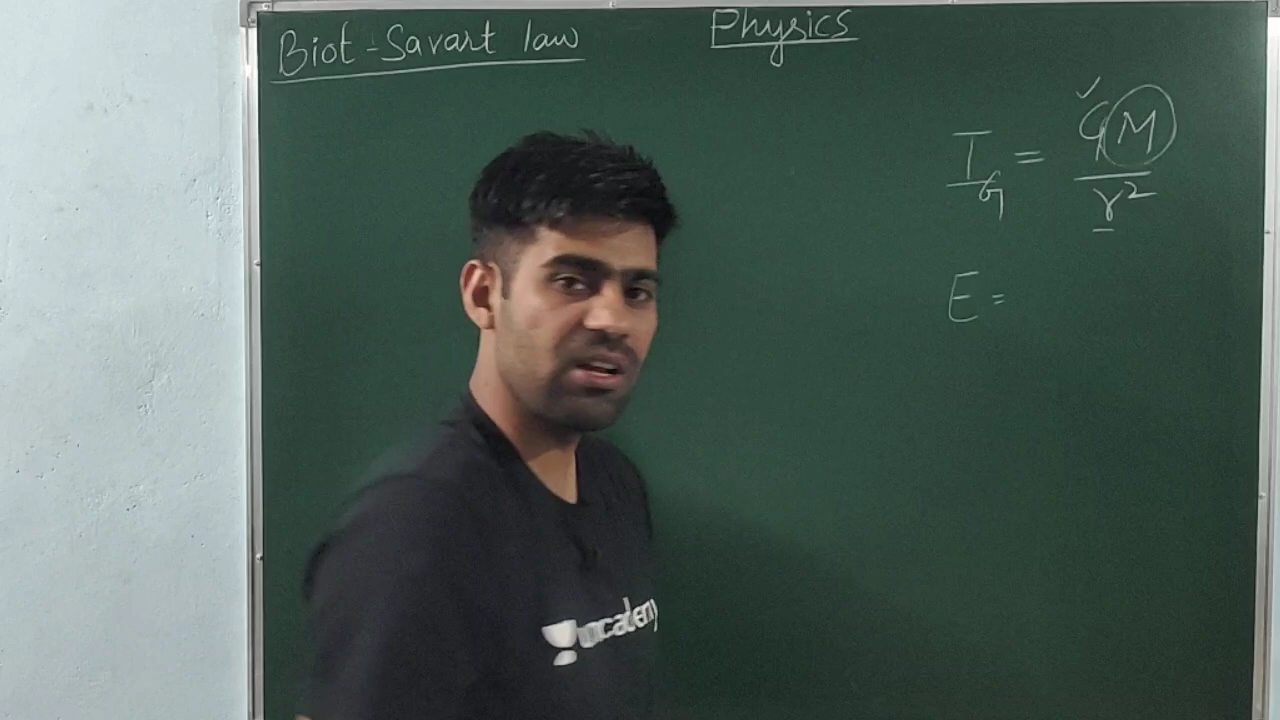 Biot-Savart law
Physics
I_G = GM / r²
E =
unacademy